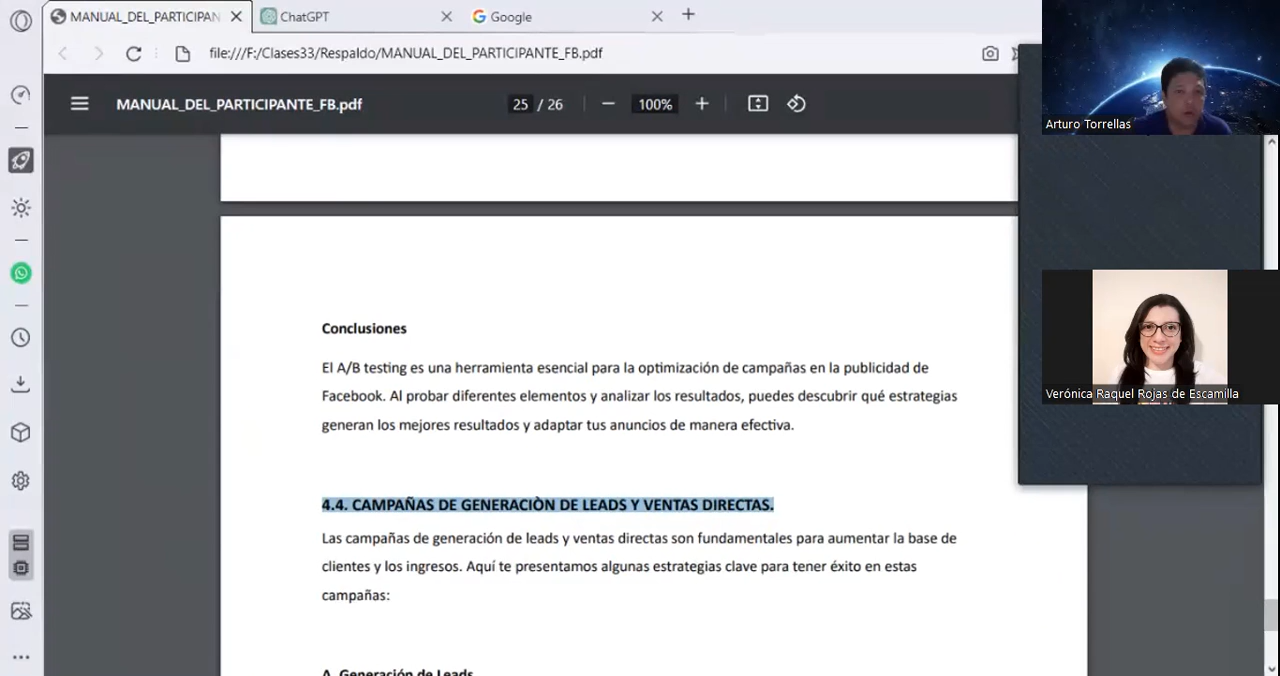 MANUAL_DEL_PARTICIPAN
ChatGPT
Google
file:///F:/Clases33/Respaldo/MANUAL_DEL_PARTICIPANTE_FB.pdf
MANUAL_DEL_PARTICIPANTE_FB.pdf
25 / 26
100%
Arturo Torrellas
Verónica Raquel Rojas de Escamilla
Conclusiones
El A/B testing es una herramienta esencial para la optimización de campañas en la publicidad de
Facebook. Al probar diferentes elementos y analizar los resultados, puedes descubrir qué estrategias
generan los mejores resultados y adaptar tus anuncios de manera efectiva.
4.4. CAMPAÑAS DE GENERACIÒN DE LEADS Y VENTAS DIRECTAS.
Las campañas de generación de leads y ventas directas son fundamentales para aumentar la base de
clientes y los ingresos. Aquí te presentamos algunas estrategias clave para tener éxito en estas
campañas:
A. Generación de Leads